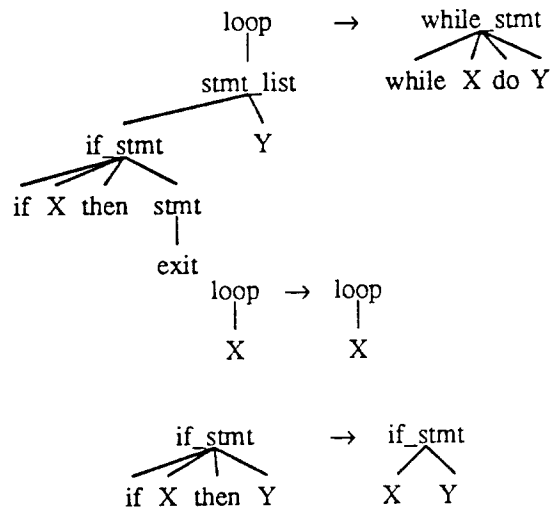 loop → while_stmt
stmt_list while X do Y
if_stmt Y
if X then stmt
exit
loop → loop
X X
if_stmt → if_stmt
if X then Y X Y